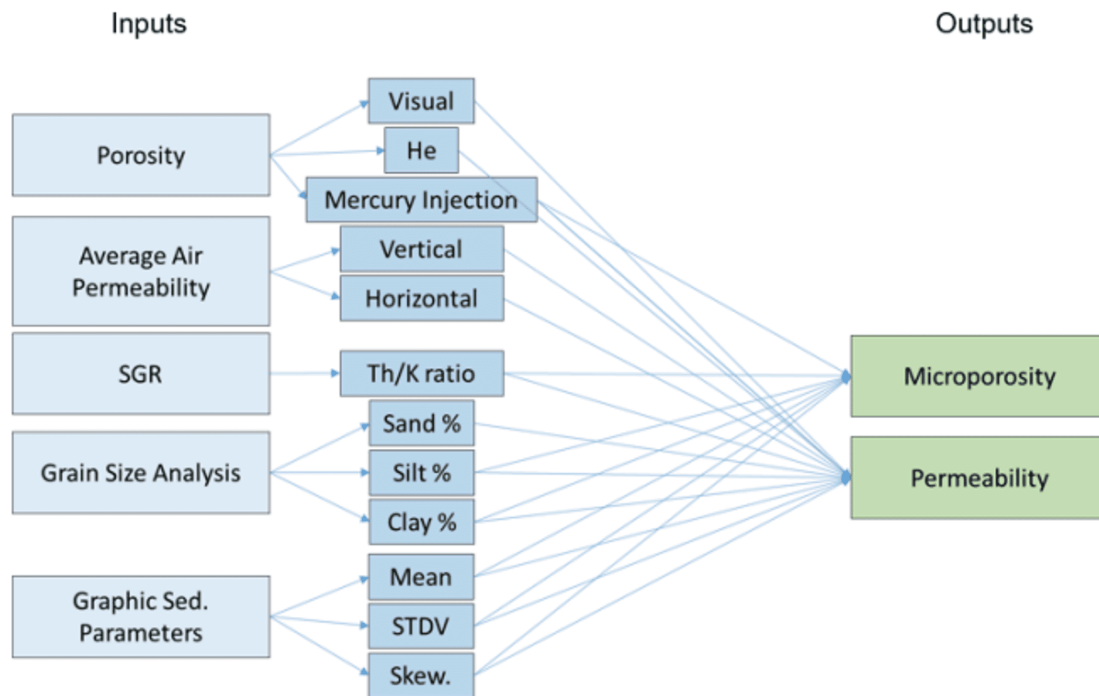 Inputs
Outputs
Porosity
Visual
He
Mercury Injection
Average Air
Permeability
Vertical
Horizontal
SGR
Th/K ratio
Grain Size Analysis
Sand %
Silt %
Clay %
Graphic Sed.
Parameters
Mean
STDV
Skew.
Microporosity
Permeability